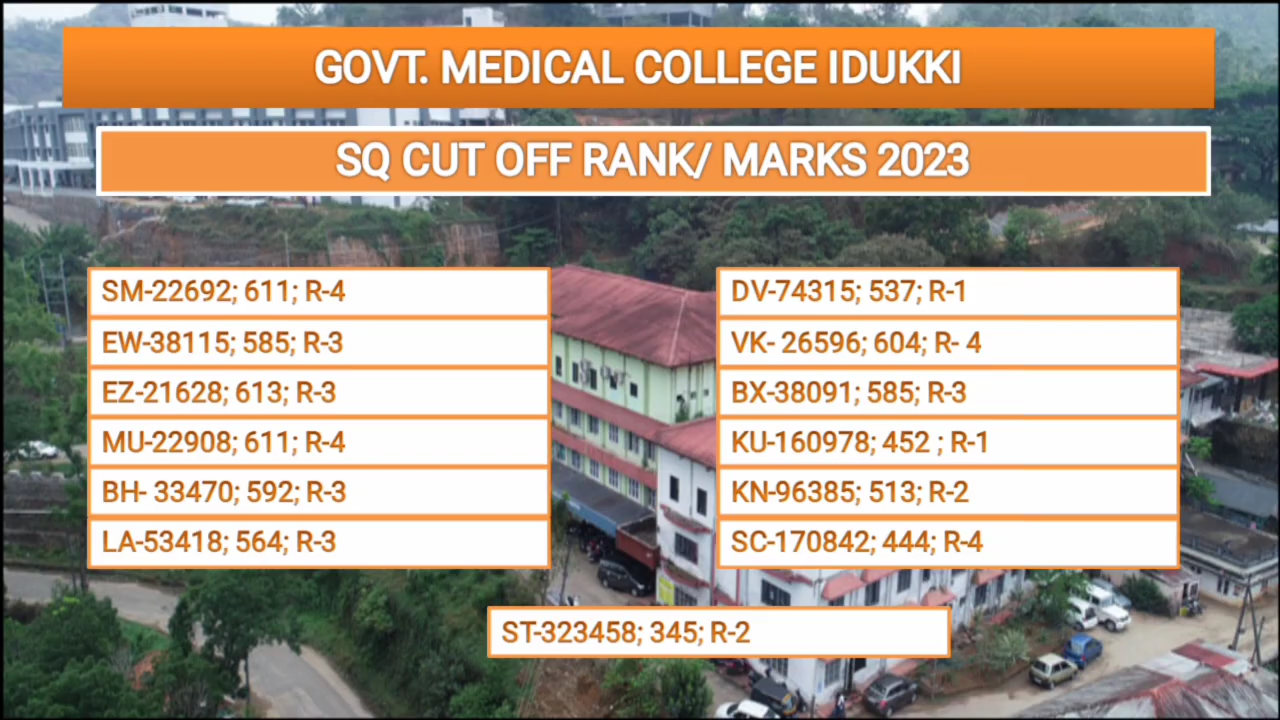 GOVT. MEDICAL COLLEGE IDUKKI
SQ CUT OFF RANK/ MARKS 2023
SM-22692; 611; R-4
EW-38115; 585; R-3
EZ-21628; 613; R-3
MU-22908; 611; R-4
BH- 33470; 592; R-3
LA-53418; 564; R-3
DV-74315; 537; R-1
VK- 26596; 604; R- 4
BX-38091; 585; R-3
KU-160978; 452 ; R-1
KN-96385; 513; R-2
SC-170842; 444; R-4
ST-323458; 345; R-2